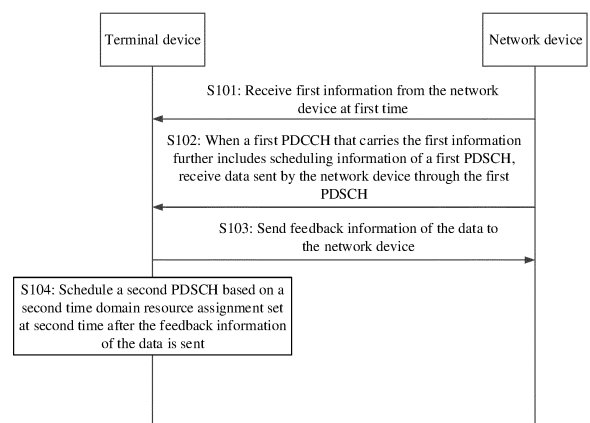 Terminal device
Network device
S101: Receive first information from the network
device at first time
S102: When a first PDCCH that carries the first information
further includes scheduling information of a first PDSCH,
receive data sent by the network device through the first
PDSCH
S103: Send feedback information of the data to
the network device
S104: Schedule a second PDSCH based on a
second time domain resource assignment set
at second time after the feedback information
of the data is sent